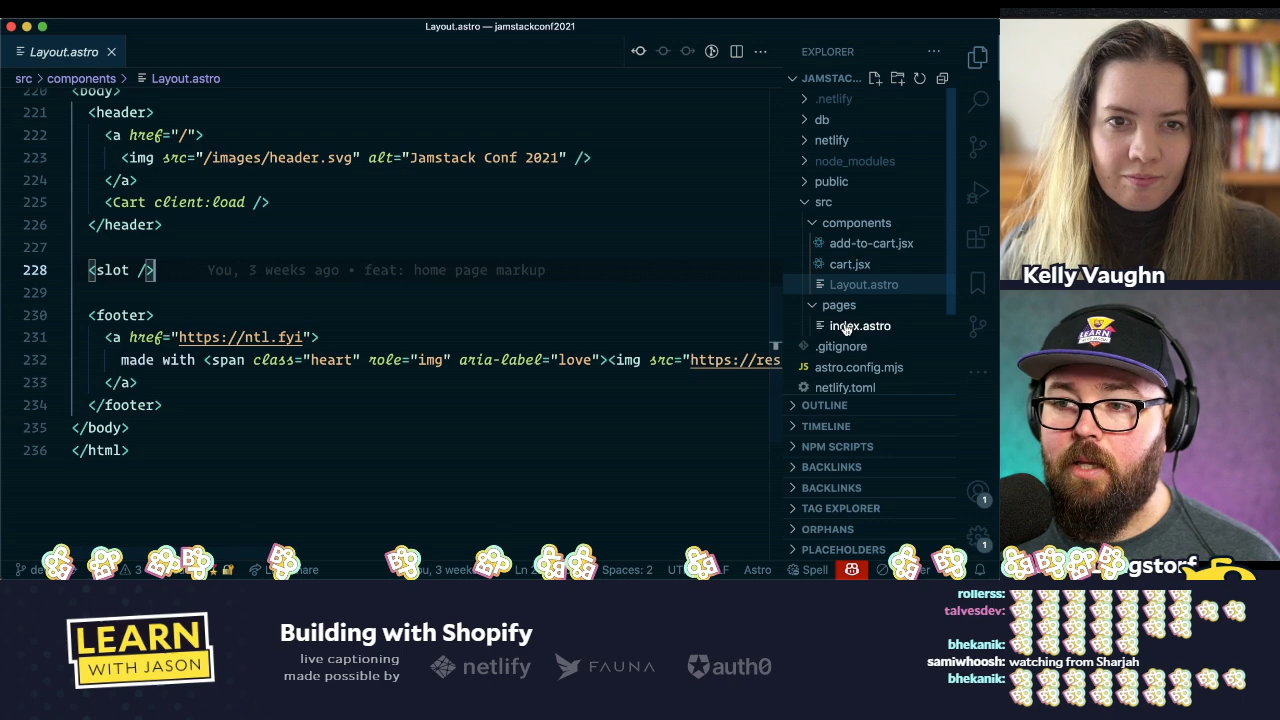 Layout.astro — jamstackconf2021
Layout.astro
src > components > Layout.astro
220 <body>
221 <header>
222 <a href="/">
223 <img src="/images/header.svg" alt="Jamstack Conf 2021" />
224 </a>
225 <Cart client:load />
226 </header>
227
228 <slot /> You, 3 weeks ago • feat: home page markup
229
230 <footer>
231 <a href="https://ntl.fyi">
232 made with <span class="heart" role="img" aria-label="love"><img src="https://res
233 </a>
234 </footer>
235 </body>
236 </html>
EXPLORER
JAMSTAC...
.netlify
db
netlify
node_modules
public
src
components
add-to-cart.jsx
cart.jsx
Layout.astro
pages
index.astro
.gitignore
JS astro.config.mjs
netlify.toml
OUTLINE
TIMELINE
NPM SCRIPTS
BACKLINKS
BACKLINKS
TAG EXPLORER
ORPHANS
PLACEHOLDERS
1
1
Spaces: 2
Astro
Spell
Kelly Vaughn
LEARN
WITH JASON
Building with Shopify
live captioning
made possible by
netlify
FAUNA
auth0
rollerss:
talvesdev:
bhekanik:
samiwhoosh: watching from Sharjah
bhekanik: